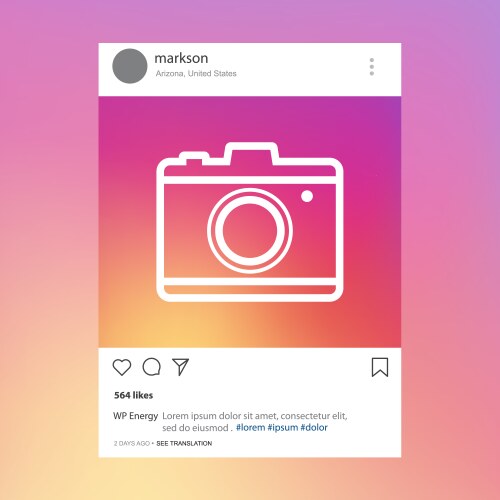 markson
Arizona, United States
564 likes
WP Energy Lorem ipsum dolor sit amet, consectetur elit,
sed do eiusmod . #lorem #ipsum #dolor
2 DAYS AGO • SEE TRANSLATION